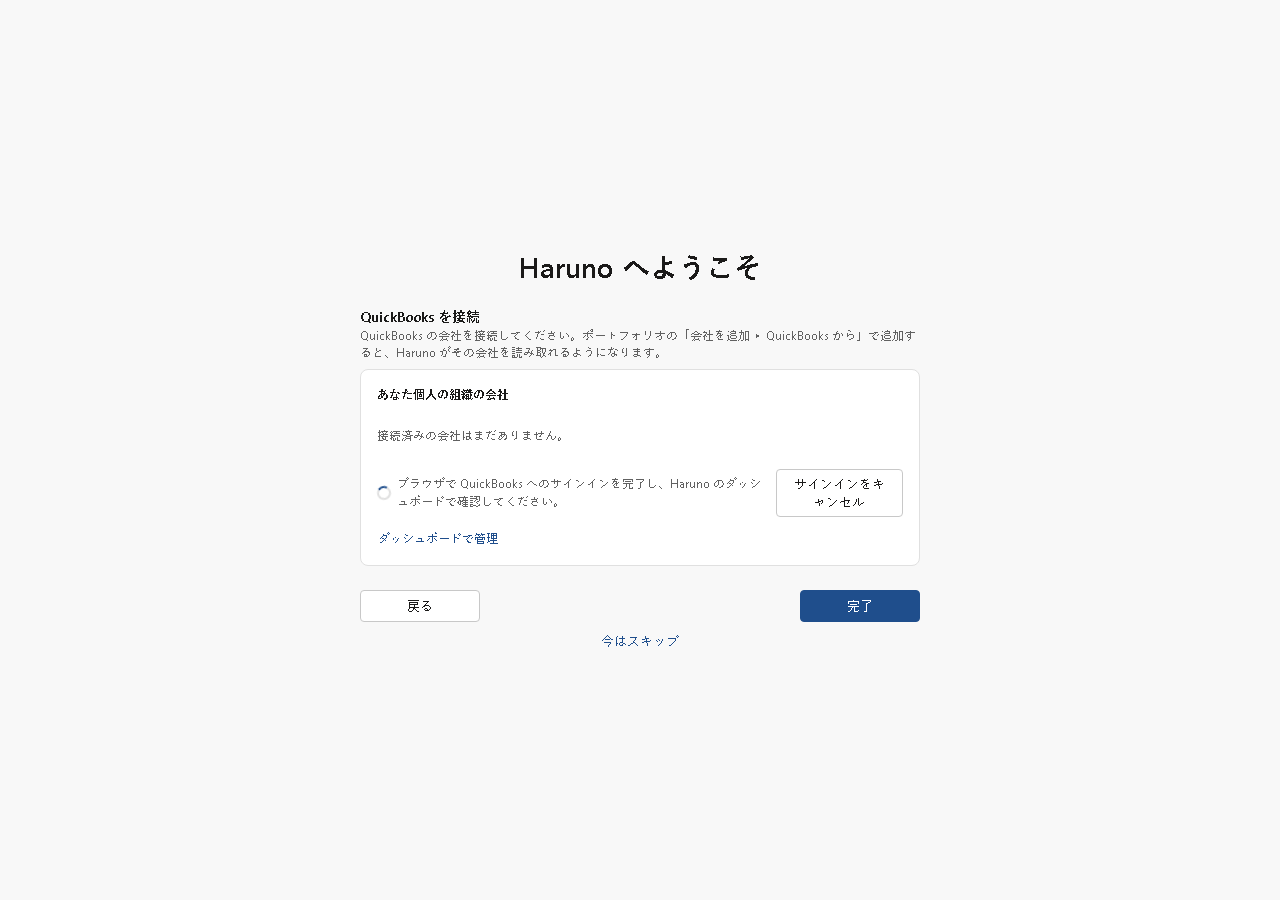 Haruno へようこそ
QuickBooks を接続
QuickBooks の会社を接続してください。ポートフォリオの「会社を追加 ▸ QuickBooks から」で追加す
ると、Haruno がその会社を読み取れるようになります。
あなた個人の組織の会社
接続済みの会社はまだありません。
ブラウザで QuickBooks へのサインインを完了し、Haruno のダッシ
ュボードで確認してください。
サインインをキ
ャンセル
ダッシュボードで管理
戻る
完了
今はスキップ